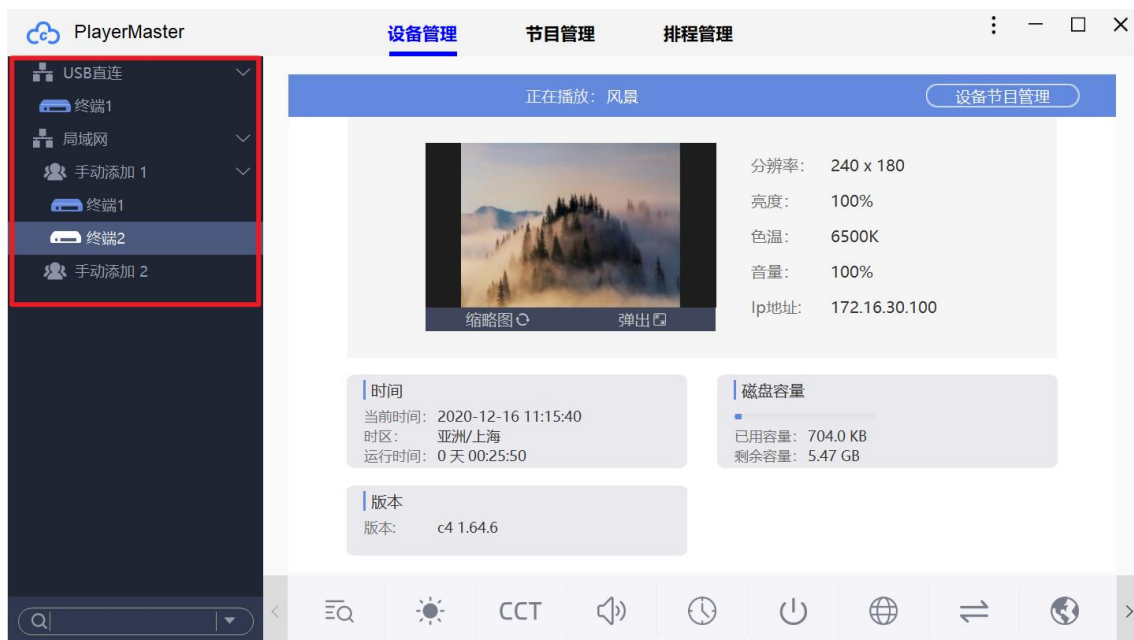 PlayerMaster
设备管理
节目管理
排程管理
USB直连
终端1
局域网
手动添加 1
终端1
终端2
手动添加 2
正在播放：风景
设备节目管理
缩略图
弹出
分辨率： 240 x 180
亮度： 100%
色温： 6500K
音量： 100%
Ip地址： 172.16.30.100
时间
当前时间： 2020-12-16 11:15:40
时区： 亚洲/上海
运行时间： 0 天 00:25:50
磁盘容量
已用容量： 704.0 KB
剩余容量： 5.47 GB
版本
版本： c4 1.64.6
CCT